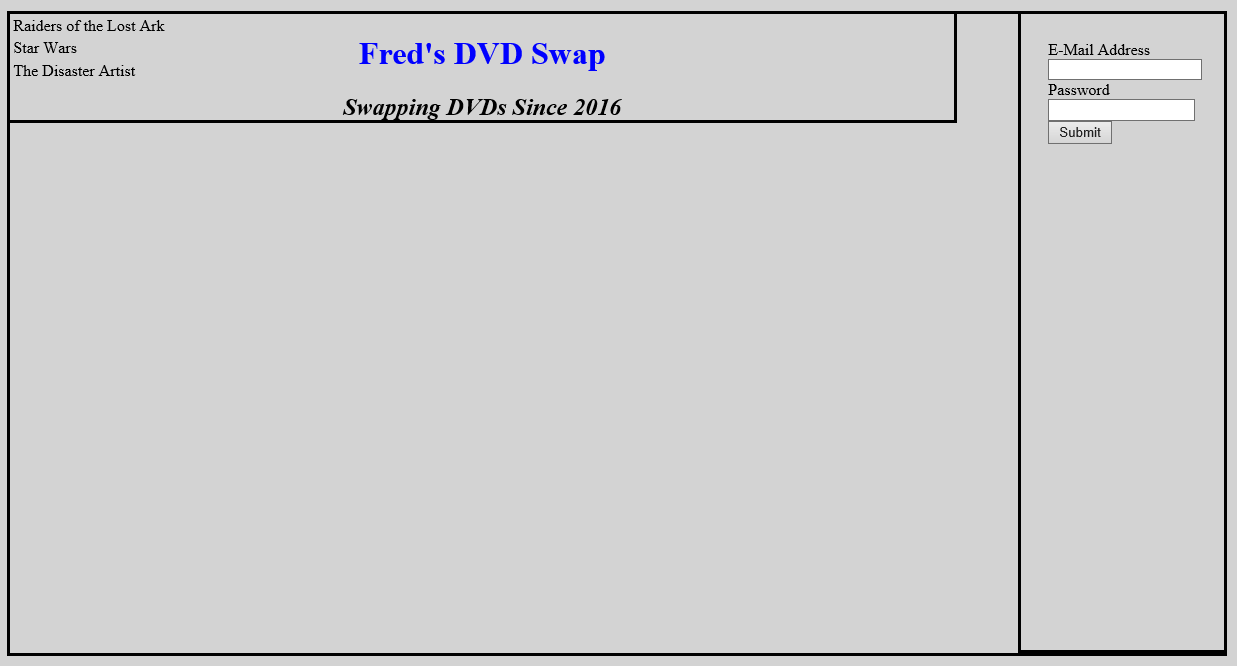 Raiders of the Lost Ark
Star Wars
The Disaster Artist
Fred's DVD Swap
Swapping DVDs Since 2016
E-Mail Address
Password
Submit